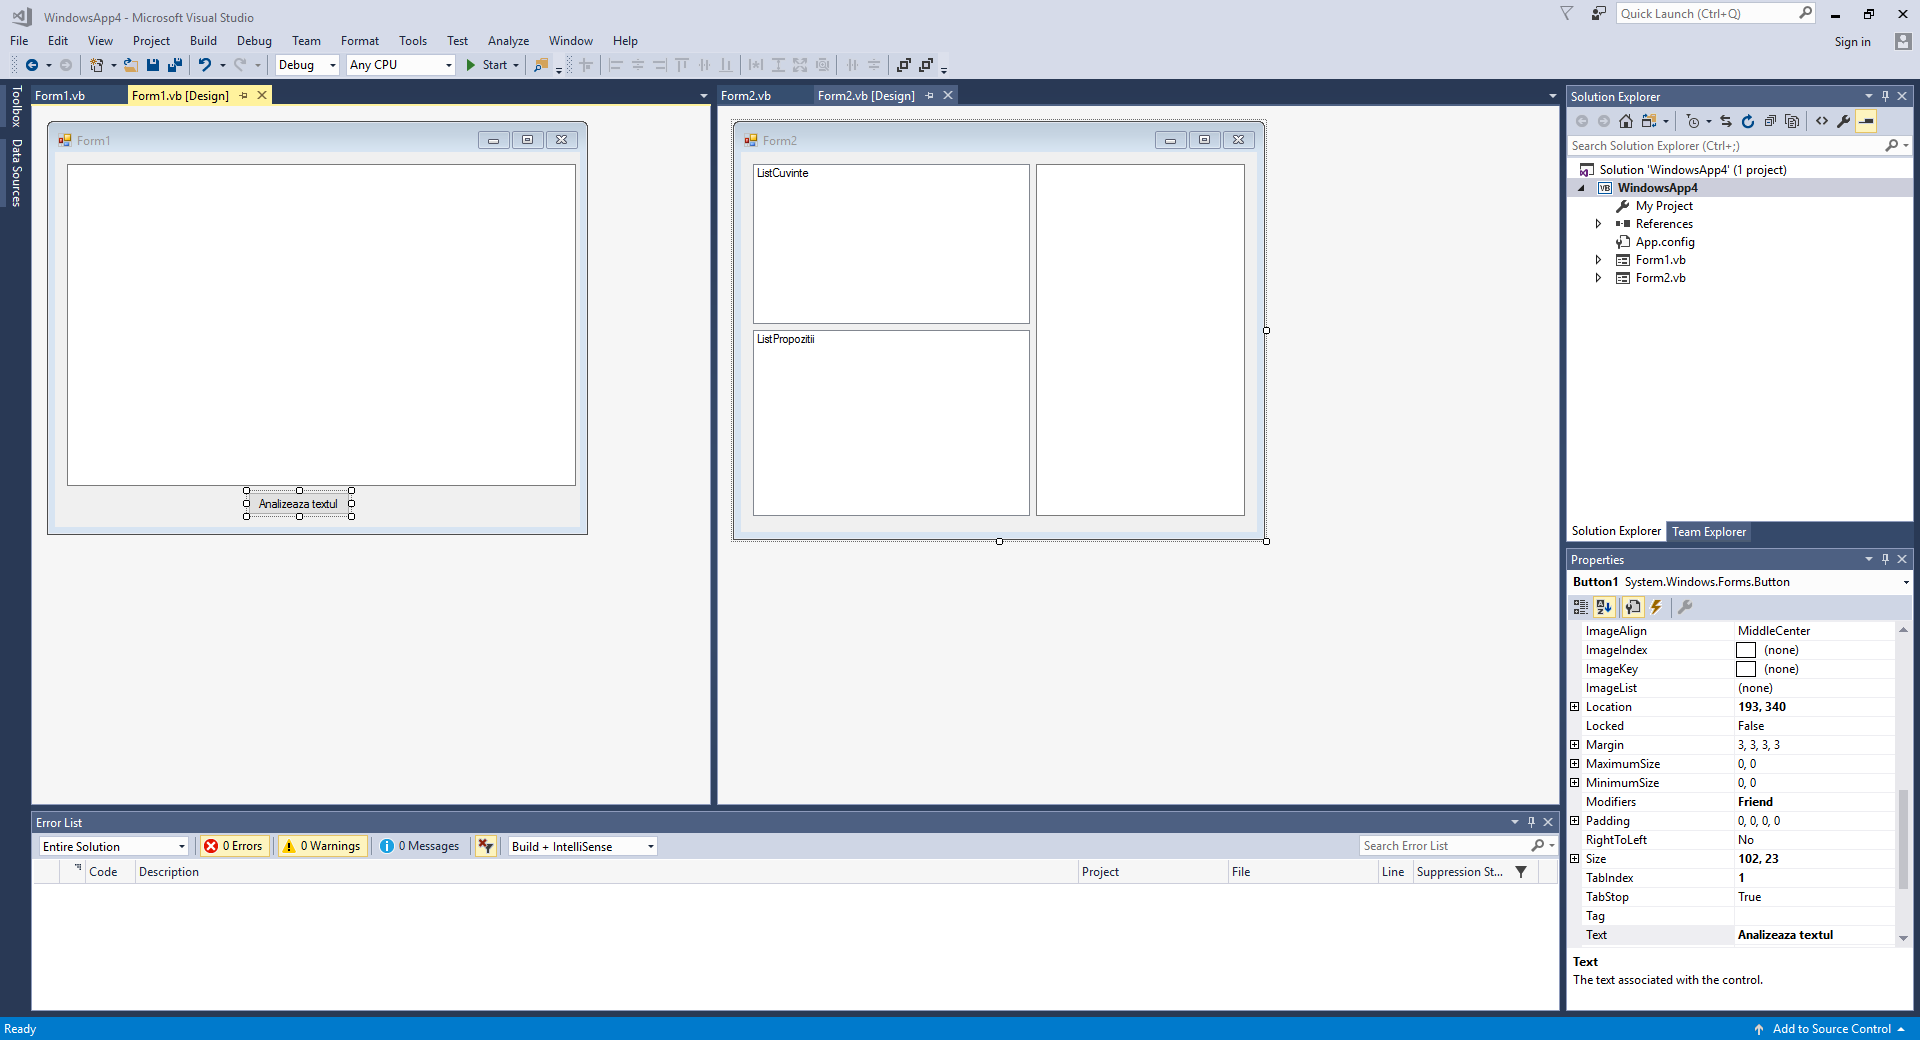 WindowsApp4 - Microsoft Visual Studio
Quick Launch (Ctrl+Q)
File Edit View Project Build Debug Team Format Tools Test Analyze Window Help
Sign in
Debug Any CPU Start
Toolbox
Data Sources
Form1.vb Form1.vb [Design]
Form2.vb Form2.vb [Design]
Form1
Analizeaza textul
Form2
ListCuvinte
ListPropozitii
Solution Explorer
Search Solution Explorer (Ctrl+;)
Solution 'WindowsApp4' (1 project)
VB WindowsApp4
My Project
References
App.config
Form1.vb
Form2.vb
Solution Explorer Team Explorer
Properties
Button1 System.Windows.Forms.Button
ImageAlign MiddleCenter
ImageIndex (none)
ImageKey (none)
ImageList (none)
Location 193, 340
Locked False
Margin 3, 3, 3, 3
MaximumSize 0, 0
MinimumSize 0, 0
Modifiers Friend
Padding 0, 0, 0, 0
RightToLeft No
Size 102, 23
TabIndex 1
TabStop True
Tag
Text Analizeaza textul
Text
The text associated with the control.
Error List
Entire Solution 0 Errors 0 Warnings 0 Messages Build + IntelliSense Search Error List
Code Description Project File Line Suppression St...
Ready
Add to Source Control